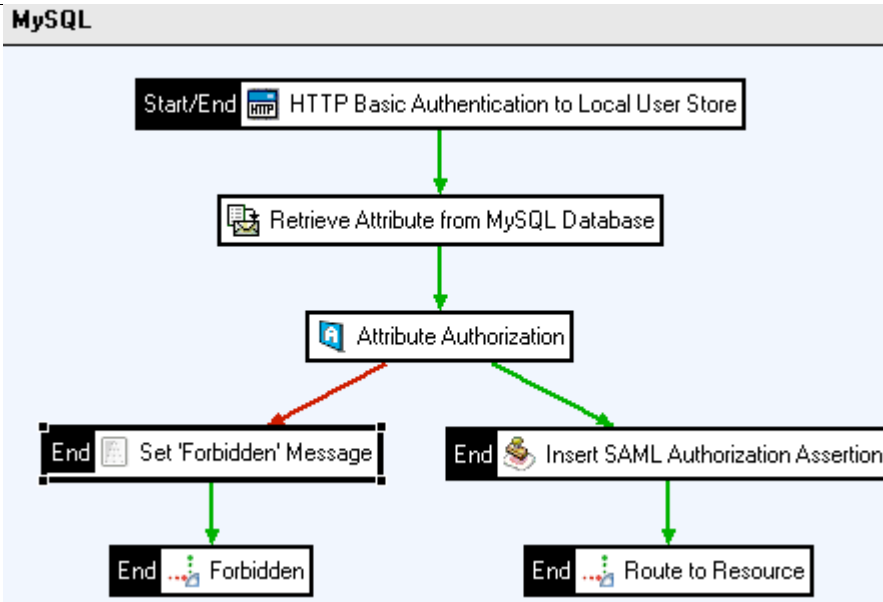 MySQL
Start/End HTTP HTTP Basic Authentication to Local User Store
Retrieve Attribute from MySQL Database
A Attribute Authorization
End Set 'Forbidden' Message
End Insert SAML Authorization Assertion
End Forbidden
End Route to Resource